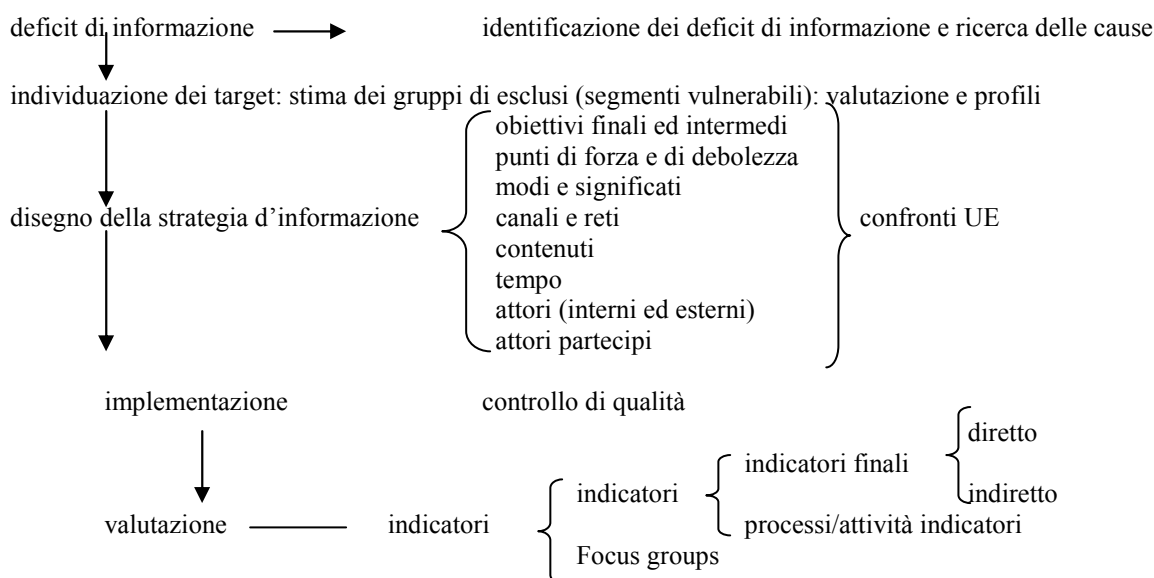 deficit di informazione identificazione dei deficit di informazione e ricerca delle cause
individuazione dei target: stima dei gruppi di esclusi (segmenti vulnerabili): valutazione e profili
obiettivi finali ed intermedi
punti di forza e di debolezza
modi e significati
disegno della strategia d’informazione canali e reti confronti UE
contenuti
tempo
attori (interni ed esterni)
attori partecipi
implementazione controllo di qualità
diretto
indicatori finali
indicatori indiretto
valutazione indicatori processi/attività indicatori
Focus groups